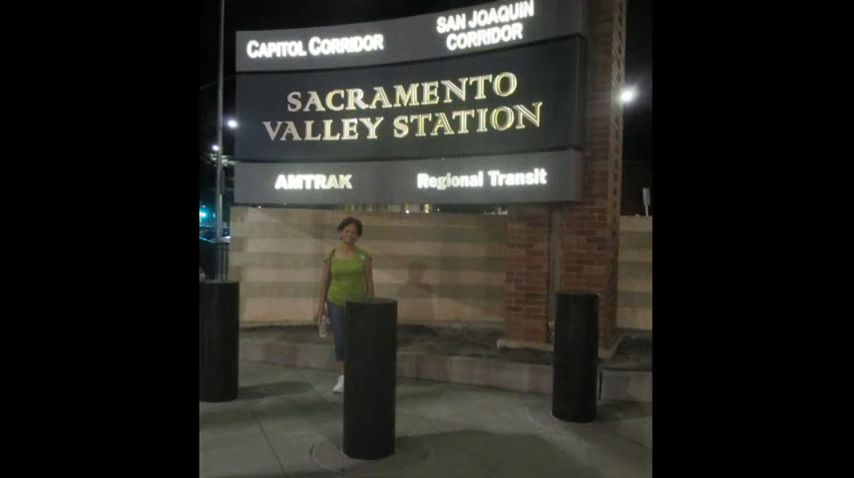 CAPITOL CORRIDOR
SAN JOAQUIN
CORRIDOR
SACRAMENTO
VALLEY STATION
AMTRAK
Regional Transit